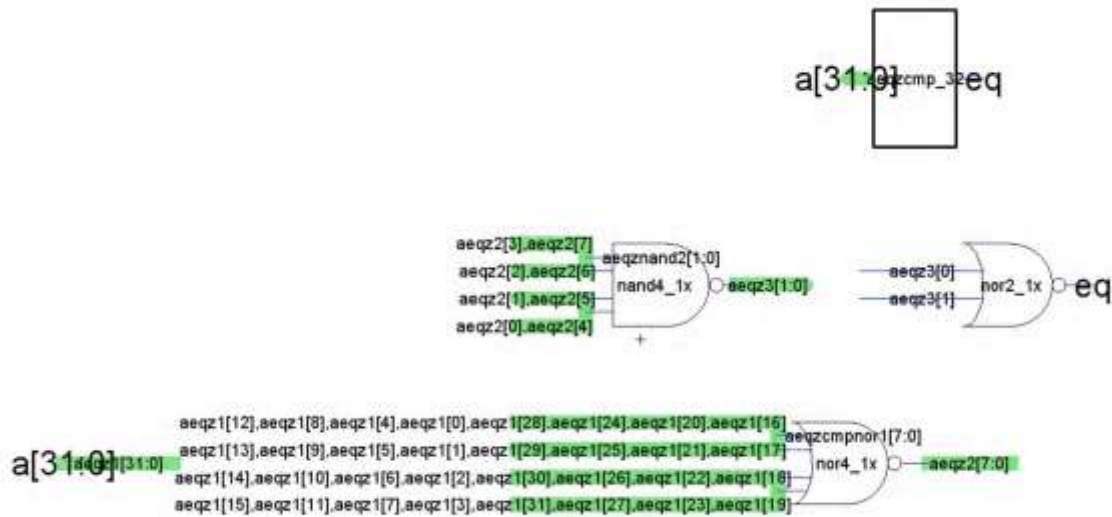 a[31:0] aeqzcmp_32 eq
aeqz2[3],aeqz2[7]
aeqznand2[1:0]
aeqz2[2],aeqz2[6]
nand4_1x
aeqz3[1:0]
aeqz2[1],aeqz2[5]
aeqz2[0],aeqz2[4]
aeqz3[0]
nor2_1x
eq
aeqz3[1]
aeqz1[12],aeqz1[8],aeqz1[4],aeqz1[0],aeqz1[28],aeqz1[24],aeqz1[20],aeqz1[16]
aeqzcmpnor1[7:0]
aeqz1[13],aeqz1[9],aeqz1[5],aeqz1[1],aeqz1[29],aeqz1[25],aeqz1[21],aeqz1[17]
a[31:0] aeqz1[31:0]
nor4_1x
aeqz2[7:0]
aeqz1[14],aeqz1[10],aeqz1[6],aeqz1[2],aeqz1[30],aeqz1[26],aeqz1[22],aeqz1[18]
aeqz1[15],aeqz1[11],aeqz1[7],aeqz1[3],aeqz1[31],aeqz1[27],aeqz1[23],aeqz1[19]